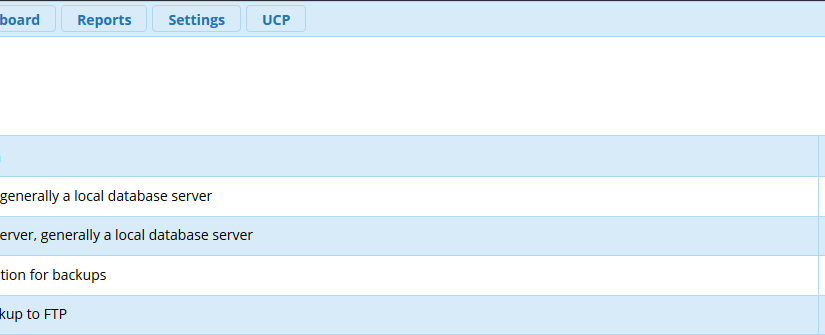 board Reports Settings UCP
generally a local database server
erver, generally a local database server
tion for backups
kup to FTP